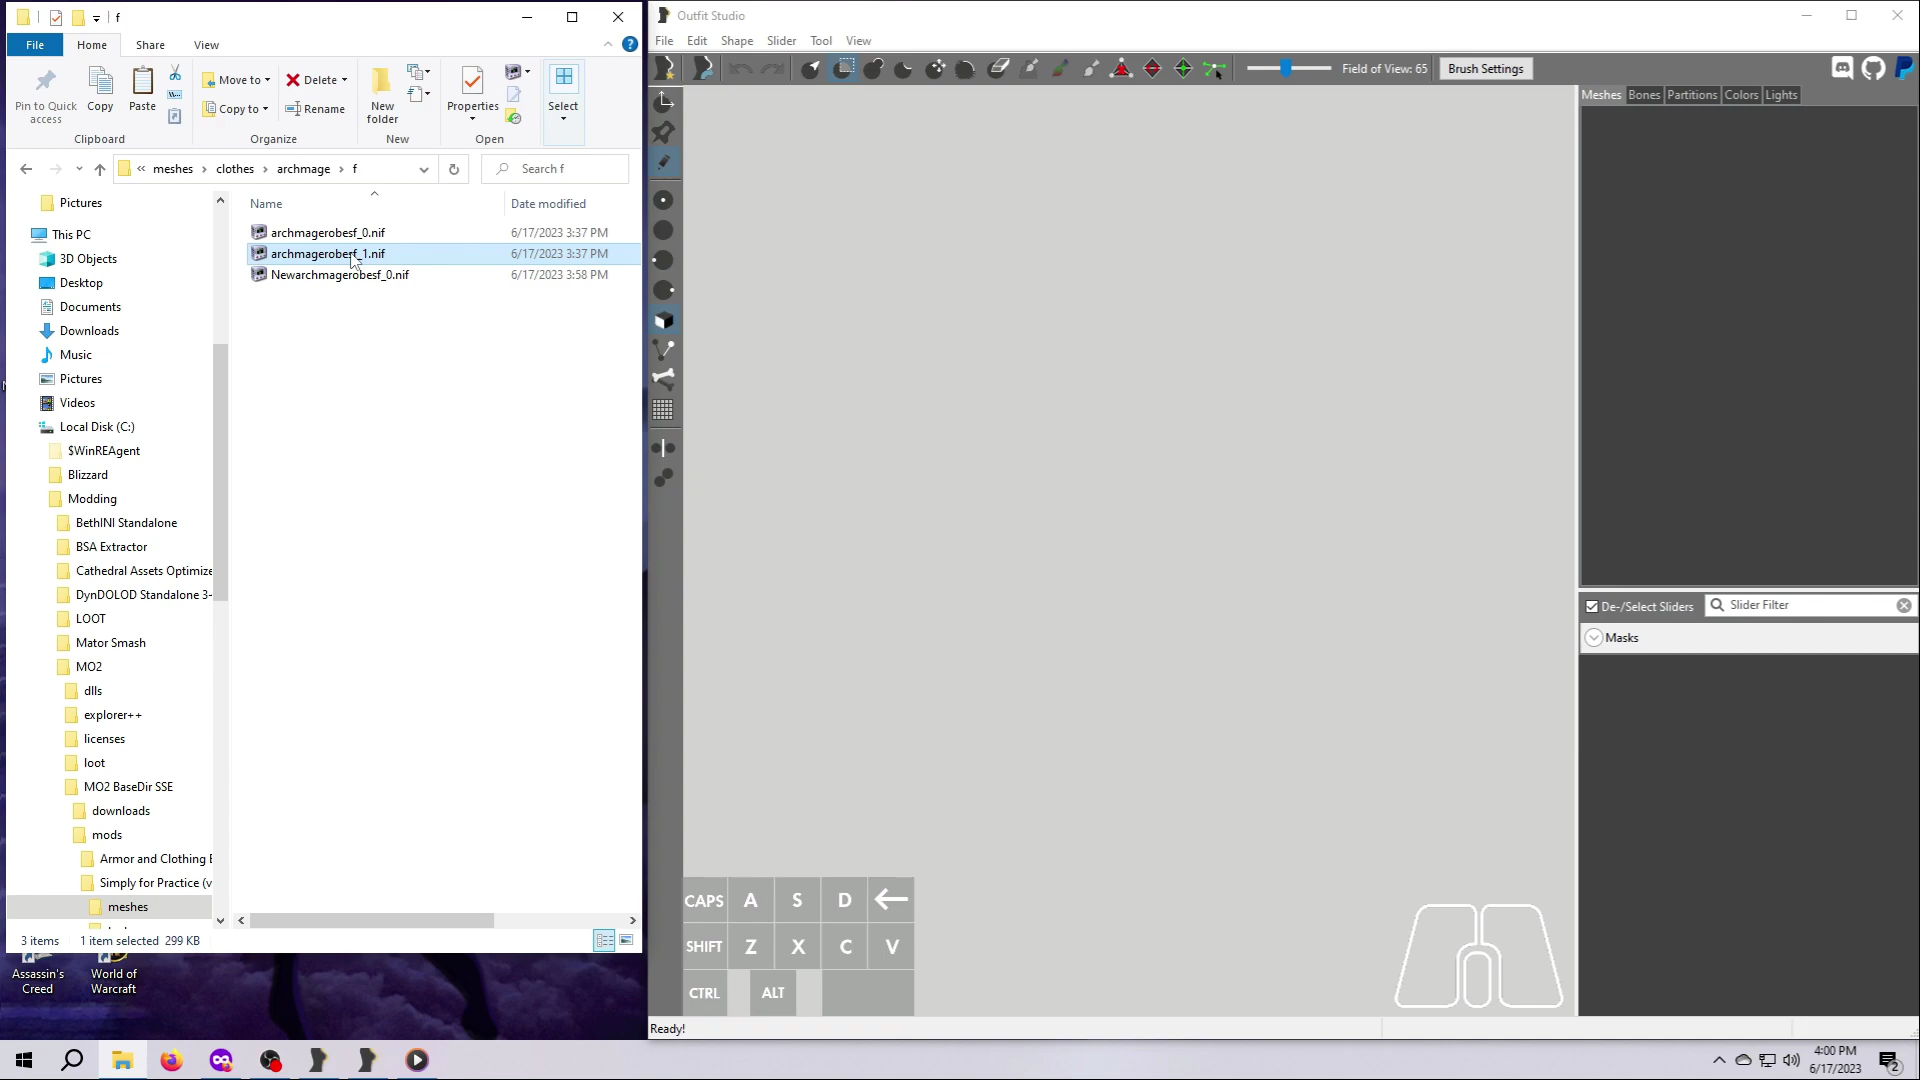 f
File
Home
Share
View
Pin to Quick access
Copy
Paste
Clipboard
Move to
Copy to
Delete
Rename
Organize
New folder
New
Properties
Open
Select
« meshes › clothes › archmage › f
Search f
Pictures
This PC
3D Objects
Desktop
Documents
Downloads
Music
Pictures
Videos
Local Disk (C:)
$WinREAgent
Blizzard
Modding
BethINI Standalone
BSA Extractor
Cathedral Assets Optimize
DynDOLOD Standalone 3-
LOOT
Mator Smash
MO2
dlls
explorer++
licenses
loot
MO2 BaseDir SSE
downloads
mods
Armor and Clothing E
Simply for Practice (v
meshes
Name Date modified
archmagerobesf_0.nif 6/17/2023 3:37 PM
archmagerobesf_1.nif 6/17/2023 3:37 PM
Newarchmagerobesf_0.nif 6/17/2023 3:58 PM
3 items 1 item selected 299 KB
Assassin's Creed
World of Warcraft
Outfit Studio
File Edit Shape Slider Tool View
Field of View: 65
Brush Settings
Meshes Bones Partitions Colors Lights
De-/Select Sliders
Slider Filter
Masks
CAPS A S D
SHIFT Z X C V
CTRL ALT
Ready!
4:00 PM
6/17/2023
2